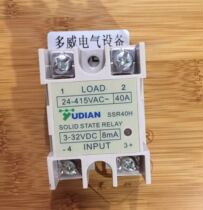 多威电气设备
1 LOAD 2
24-415VAC~ 40A
YUDIAN SSR40H
SOLID STATE RELAY
3-32VDC 8mA
-4 INPUT 3+